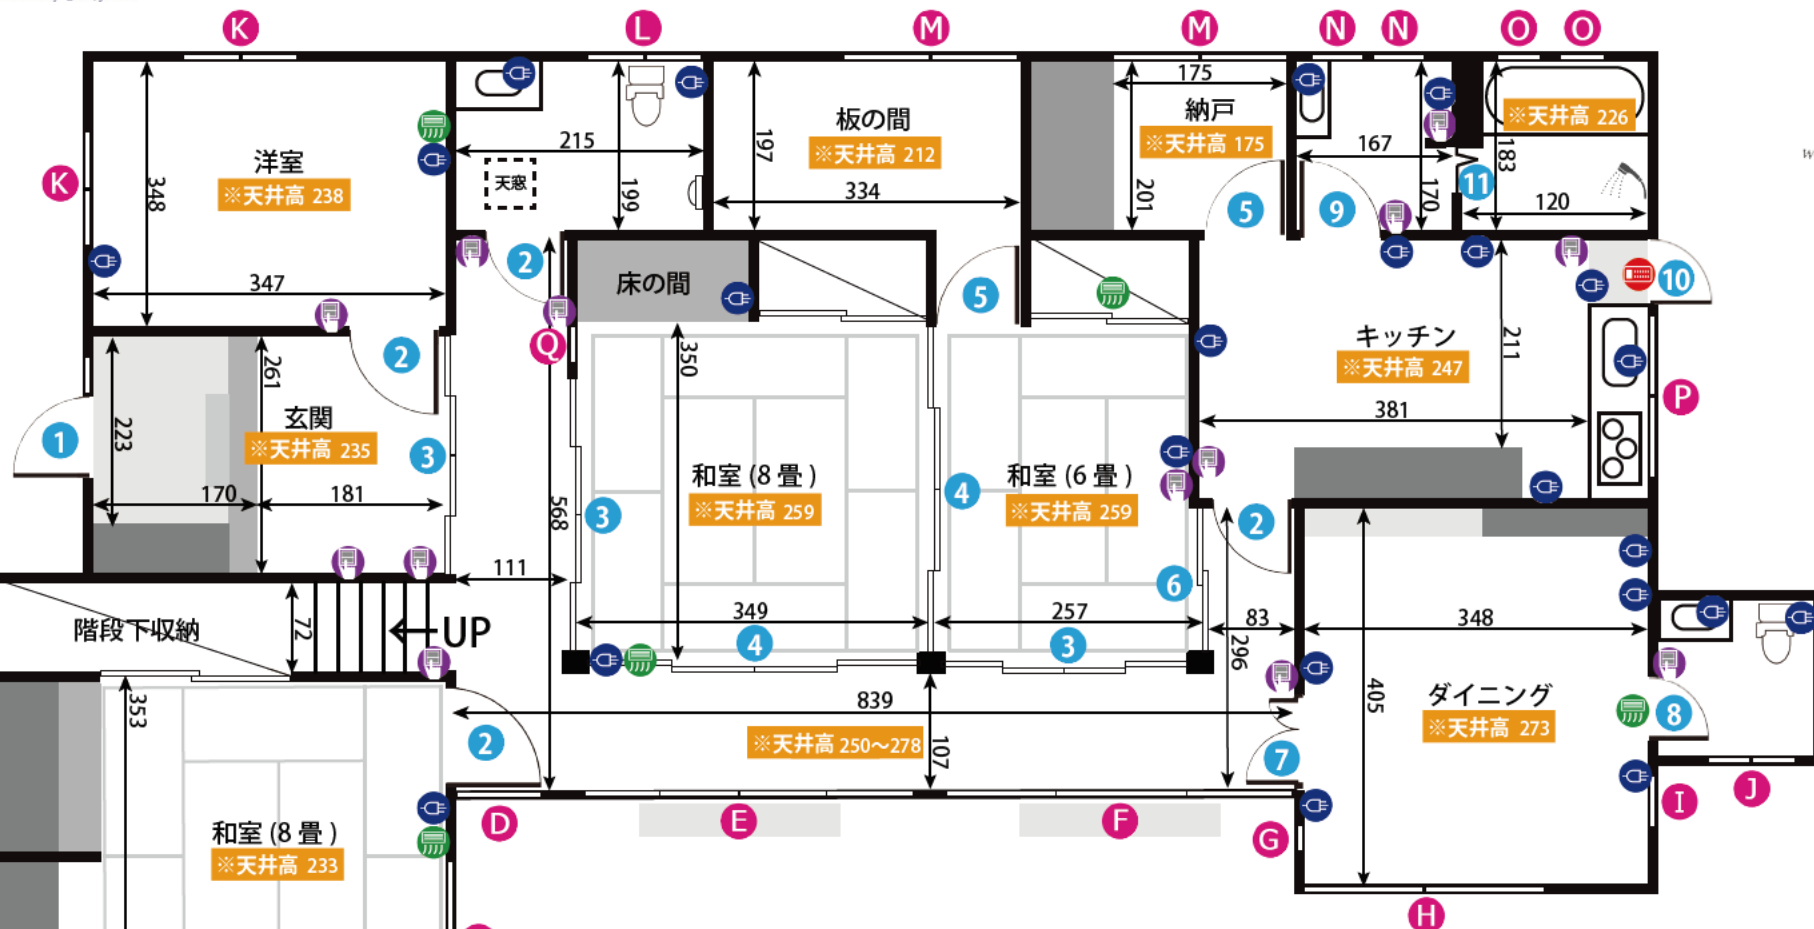 K
L
M
M
N
N
O
O
175
納戸
※天井高 175
※天井高 226
板の間
※天井高 212
197
215
洋室
※天井高 238
348
K
天窓
199
334
201
5
167
9
170
183
11
120
347
2
床の間
5
10
Q
2
261
350
キッチン
※天井高 247
211
381
P
1
223
玄関
※天井高 235
3
170
181
568
3
和室 (8 畳 )
※天井高 259
4
和室 (6 畳 )
※天井高 259
2
111
6
349
257
83
348
階段下収納
72
←UP
4
3
296
353
839
405
ダイニング
※天井高 273
8
2
※天井高 250～278
107
7
D
E
F
G
I
J
和室 (8 畳 )
※天井高 233
H